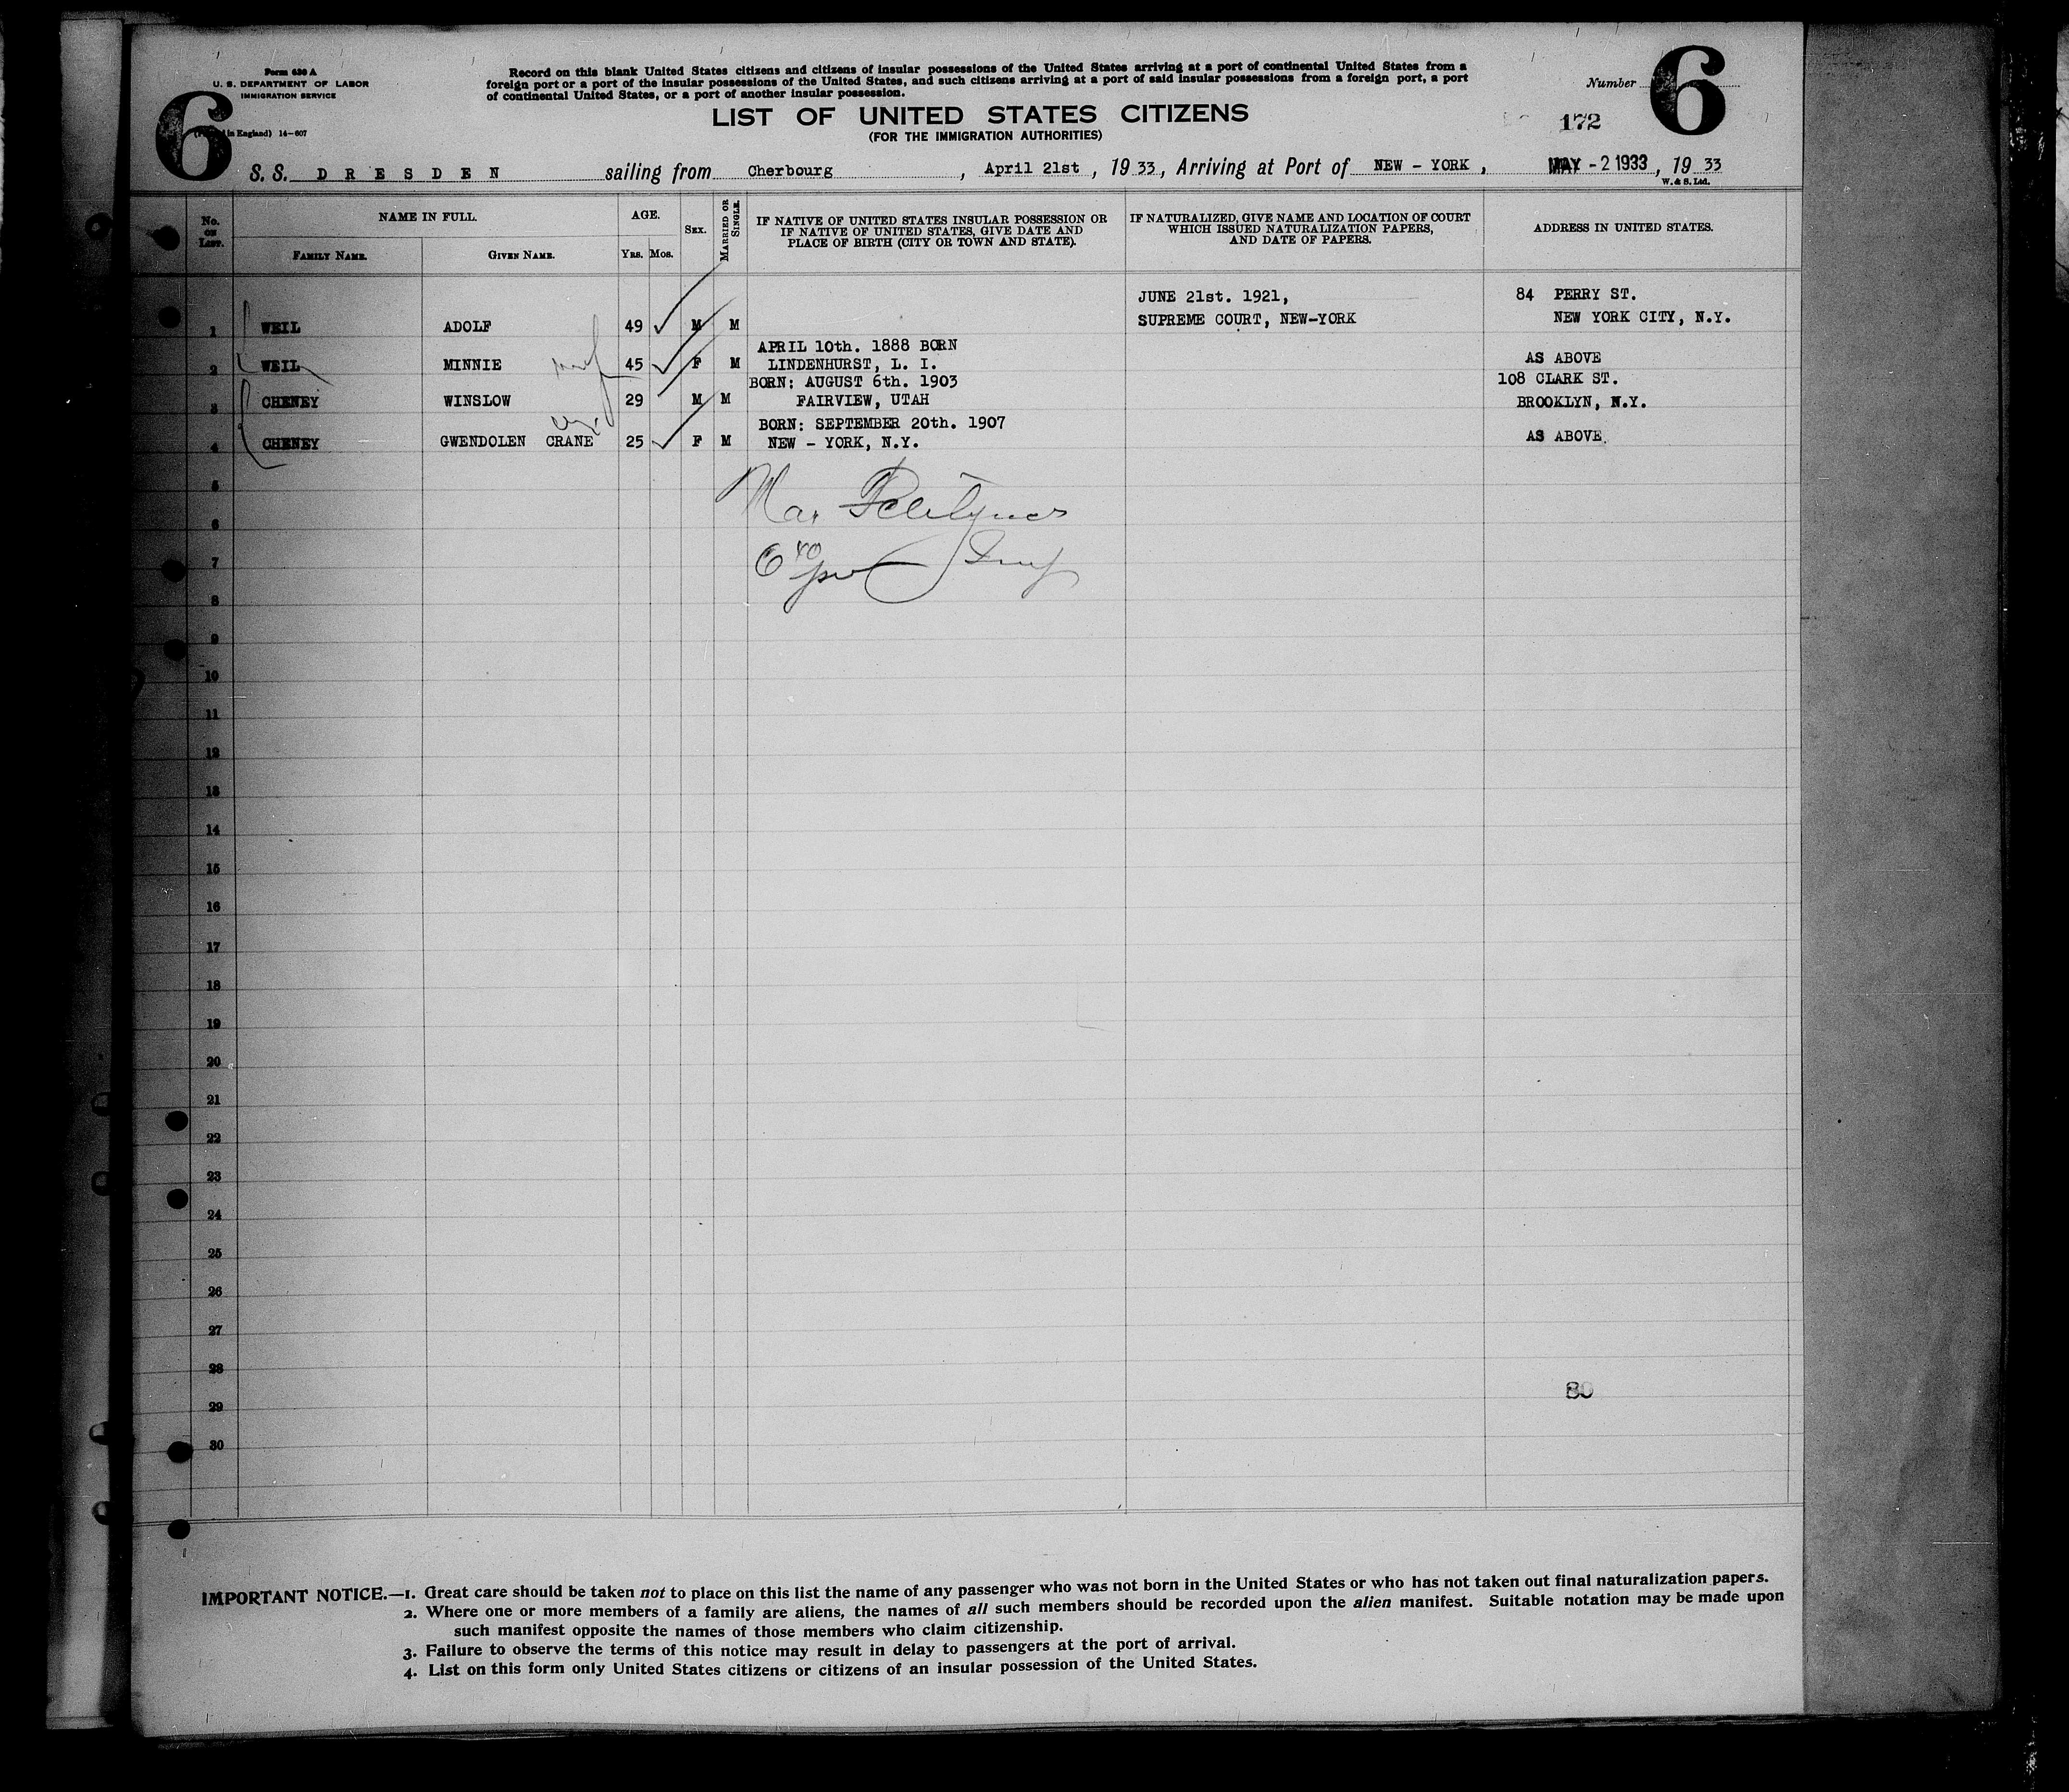 Form 630 A
U. S. DEPARTMENT OF LABOR
IMMIGRATION SERVICE
in England) 14-607
6
Record on this blank United States citizens and citizens of insular possessions of the United States arriving at a port of continental United States from a
foreign port or a port of the insular possessions of the United States, and such citizens arriving at a port of said insular possessions from a foreign port, a port
of continental United States, or a port of another insular possession.
LIST OF UNITED STATES CITIZENS
(FOR THE IMMIGRATION AUTHORITIES)
Number 6
172
S. S. DRESDEN sailing from Cherbourg, April 21st, 1933, Arriving at Port of NEW - YORK, MAY - 2 1933, 1933
W. & S. Ltd.
No. on List.
NAME IN FULL.
Family Name.
Given Name.
AGE.
Yrs. Mos.
Sex.
Married or Single.
IF NATIVE OF UNITED STATES INSULAR POSSESSION OR
IF NATIVE OF UNITED STATES, GIVE DATE AND
PLACE OF BIRTH (CITY OR TOWN AND STATE).
IF NATURALIZED, GIVE NAME AND LOCATION OF COURT
WHICH ISSUED NATURALIZATION PAPERS,
AND DATE OF PAPERS.
ADDRESS IN UNITED STATES.
JUNE 21st. 1921, 84 PERRY ST.
1 WEIL ADOLF 49 M M SUPREME COURT, NEW-YORK NEW YORK CITY, N.Y.
APRIL 10th. 1888 BORN
2 WEIL MINNIE 45 F M LINDENHURST, L. I. AS ABOVE
BORN: AUGUST 6th. 1903 108 CLARK ST.
3 CHENEY WINSLOW 29 M M FAIRVIEW, UTAH BROOKLYN, N.Y.
BORN: SEPTEMBER 20th. 1907
4 CHENEY GWENDOLEN CRANE 25 F M NEW - YORK, N.Y. AS ABOVE.
5
6
7
8
9
10
11
12
13
14
15
16
17
18
19
20
21
22
23
24
25
26
27
28
29
30
IMPORTANT NOTICE.—1. Great care should be taken not to place on this list the name of any passenger who was not born in the United States or who has not taken out final naturalization papers.
2. Where one or more members of a family are aliens, the names of all such members should be recorded upon the alien manifest. Suitable notation may be made upon
such manifest opposite the names of those members who claim citizenship.
3. Failure to observe the terms of this notice may result in delay to passengers at the port of arrival.
4. List on this form only United States citizens or citizens of an insular possession of the United States.